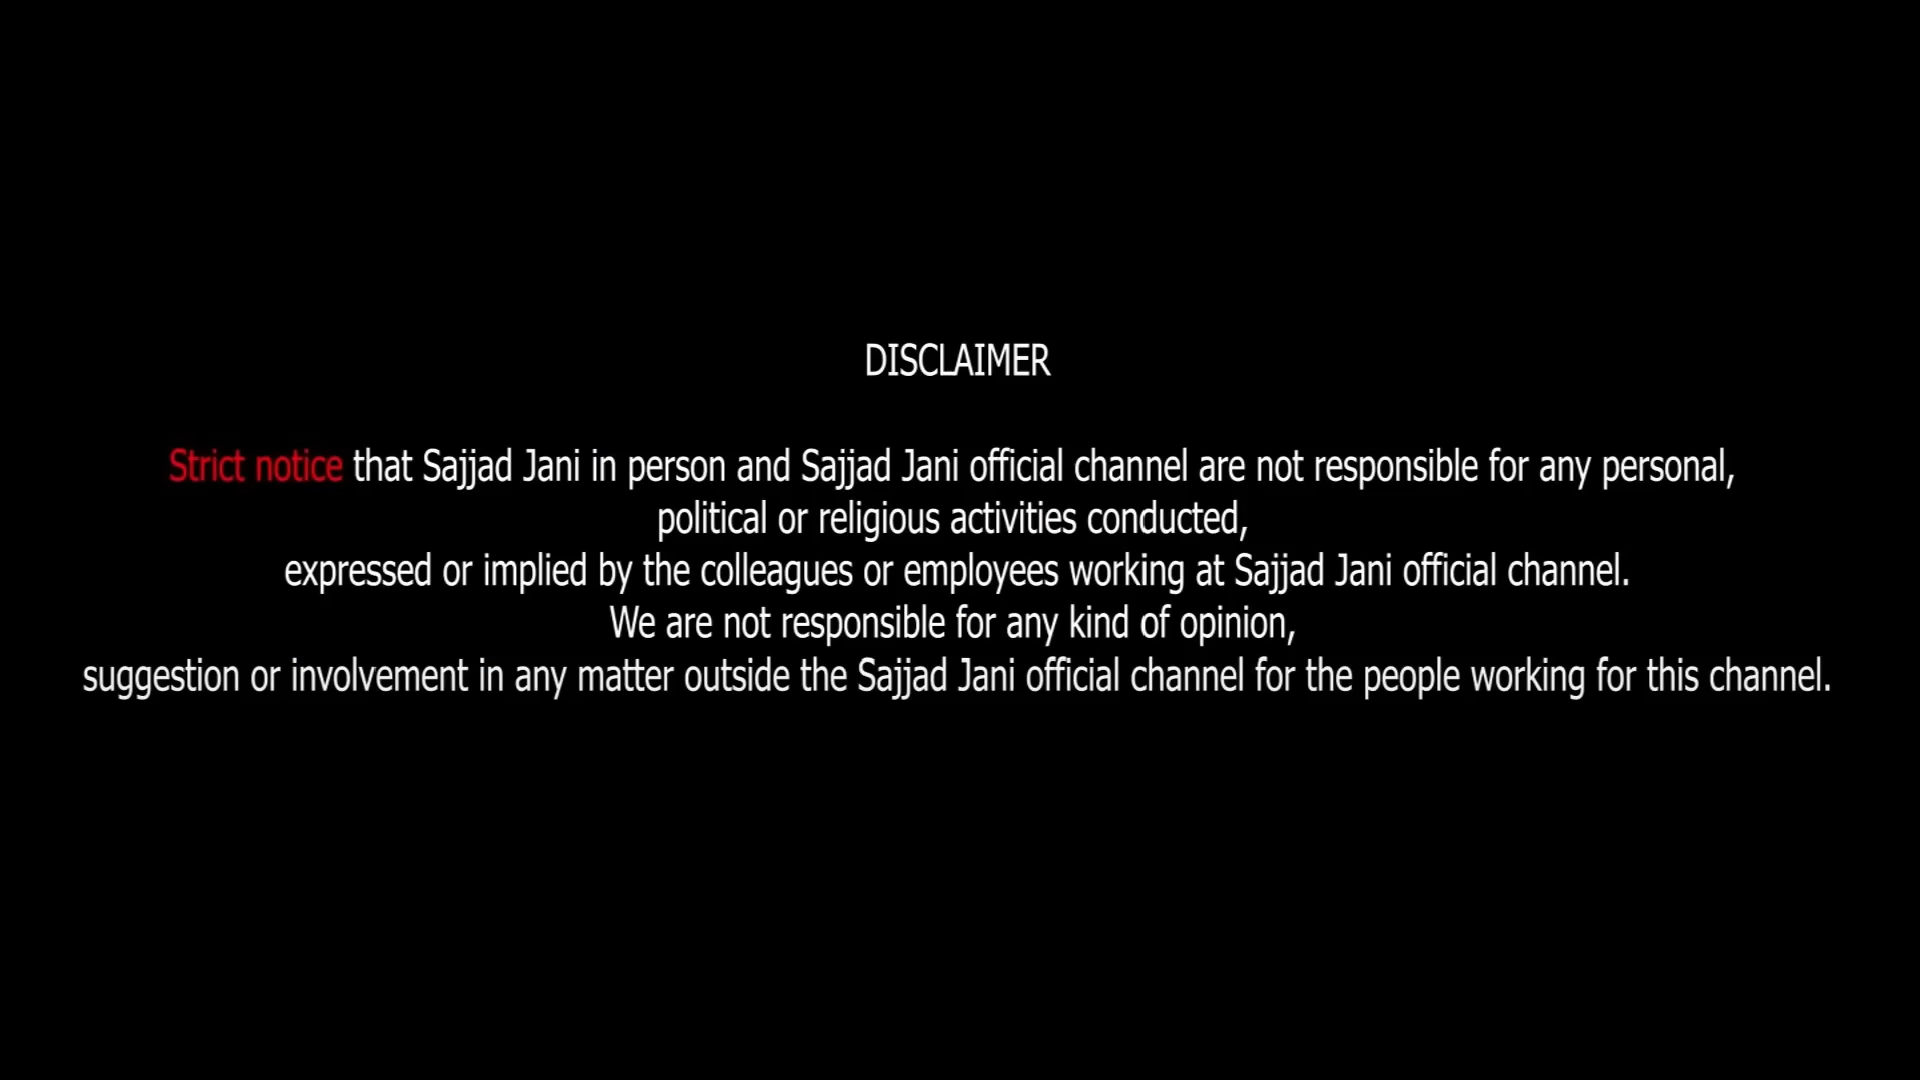 DISCLAIMER
Strict notice that Sajjad Jani in person and Sajjad Jani official channel are not responsible for any personal,
political or religious activities conducted,
expressed or implied by the colleagues or employees working at Sajjad Jani official channel.
We are not responsible for any kind of opinion,
suggestion or involvement in any matter outside the Sajjad Jani official channel for the people working for this channel.